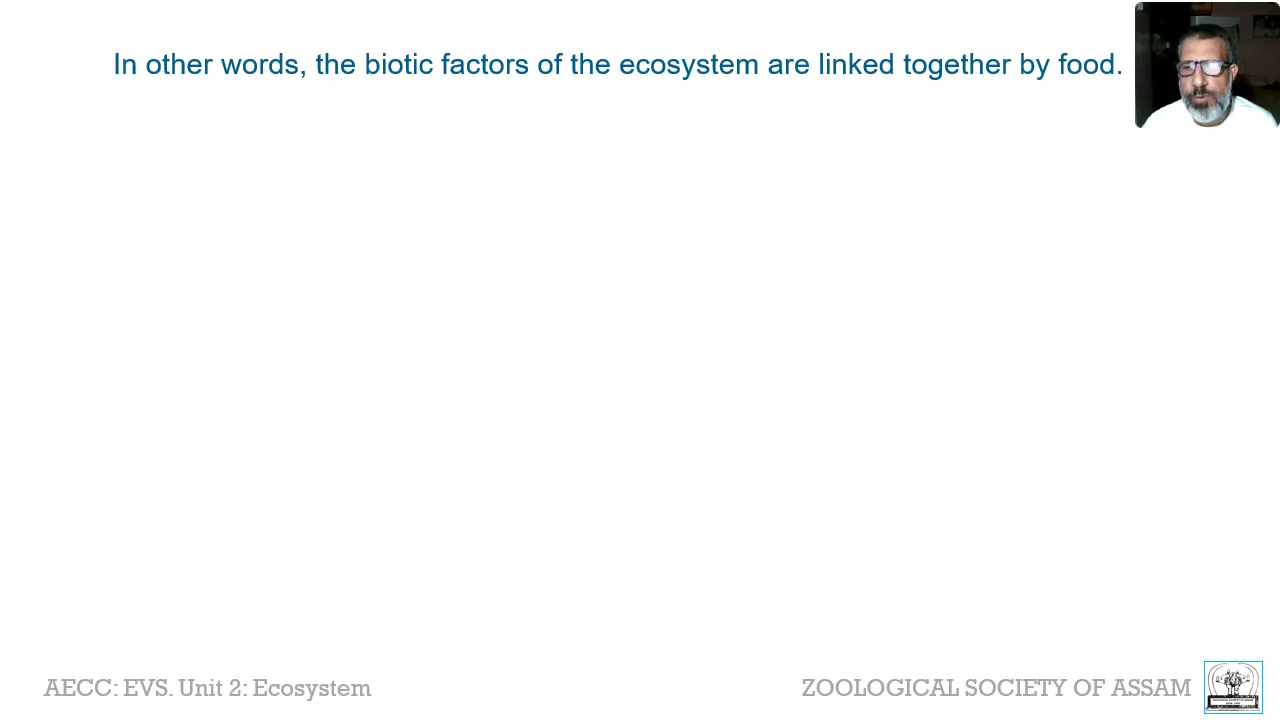 In other words, the biotic factors of the ecosystem are linked together by food.
AECC: EVS. Unit 2: Ecosystem
ZOOLOGICAL SOCIETY OF ASSAM